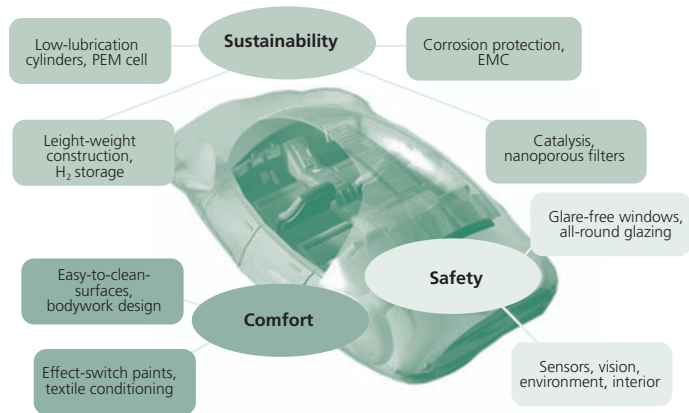 Low-lubrication
cylinders, PEM cell
Sustainability
Corrosion protection,
EMC
Leight-weight
construction,
H₂ storage
Catalysis,
nanoporous filters
Glare-free windows,
all-round glazing
Easy-to-clean-
surfaces,
bodywork design
Safety
Comfort
Effect-switch paints,
textile conditioning
Sensors, vision,
environment, interior